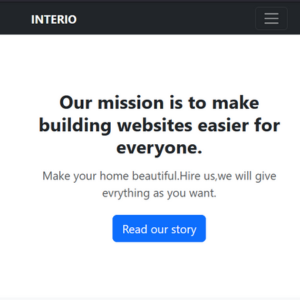 INTERIO
Our mission is to make
building websites easier for
everyone.
Make your home beautiful.Hire us,we will give
evrything as you want.
Read our story